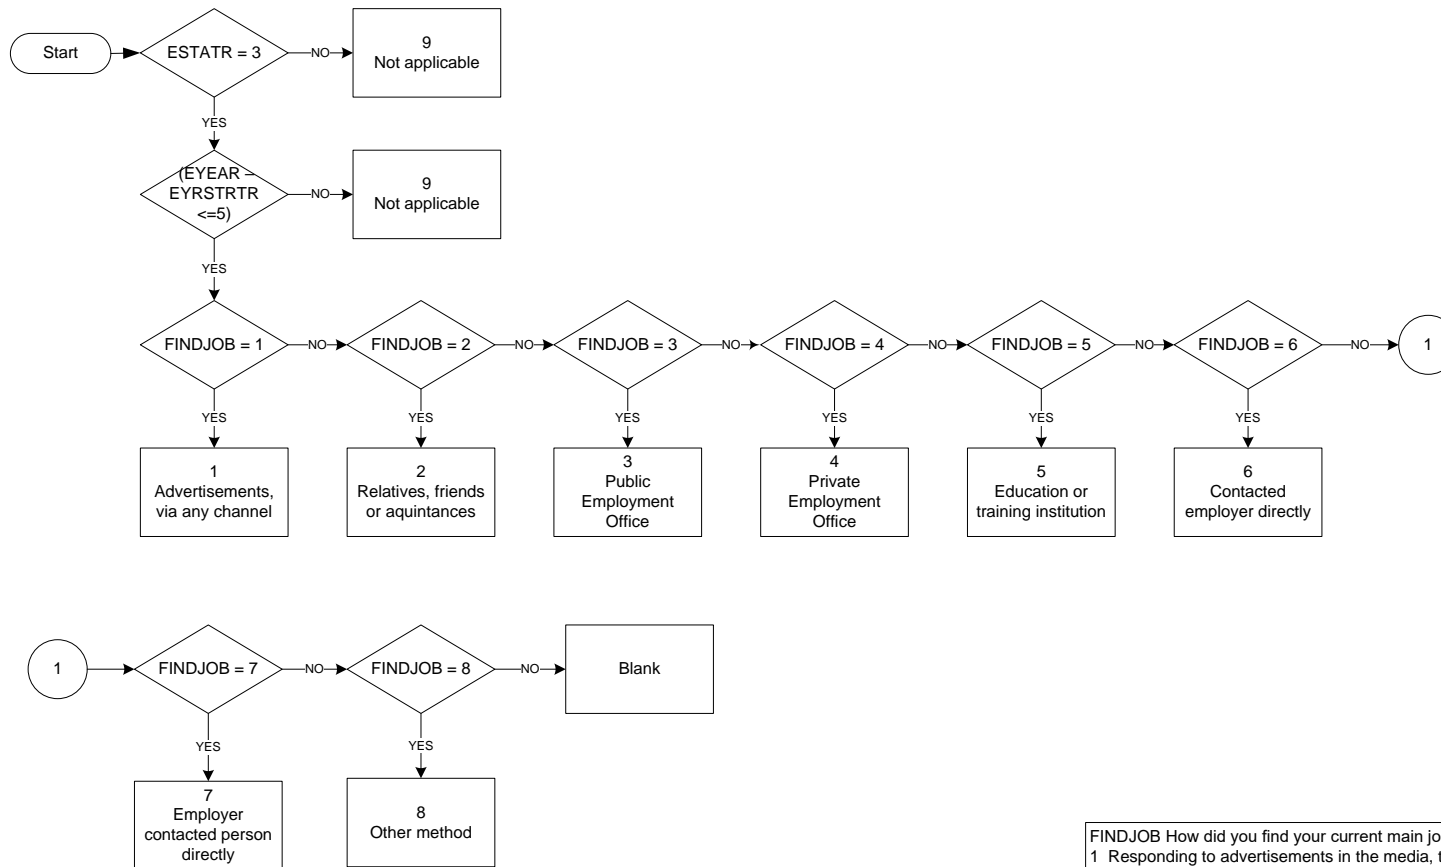 Start
ESTATR = 3
NO
9
Not applicable
YES
(EYEAR –
EYRSTRTR
<=5)
NO
9
Not applicable
YES
FINDJOB = 1
NO
FINDJOB = 2
NO
FINDJOB = 3
NO
FINDJOB = 4
NO
FINDJOB = 5
NO
FINDJOB = 6
NO
1
YES
YES
YES
YES
YES
YES
1
Advertisements,
via any channel
2
Relatives, friends
or aquintances
3
Public
Employment
Office
4
Private
Employment
Office
5
Education or
training institution
6
Contacted
employer directly
1
FINDJOB = 7
NO
FINDJOB = 8
NO
Blank
YES
YES
7
Employer
contacted person
directly
8
Other method
FINDJOB How did you find your current main jo
1 Responding to advertisements in the media, t